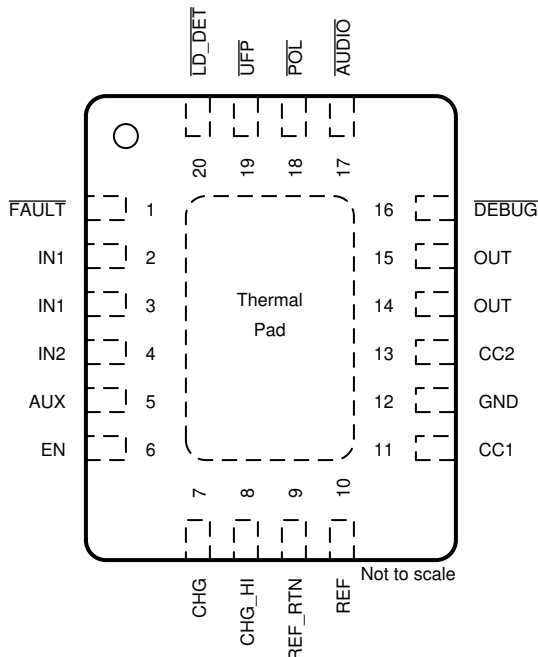 LD_DET
UFP
POL
AUDIO
20
19
18
17
FAULT 1
16 DEBUG
IN1 2
15 OUT
IN1 3
14 OUT
IN2 4
13 CC2
AUX 5
12 GND
EN 6
11 CC1
Thermal
Pad
7
8
9
10
CHG
CHG_HI
REF_RTN
REF
Not to scale